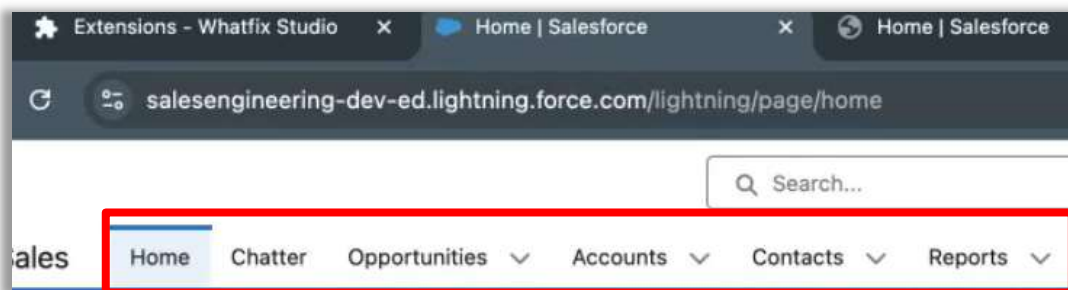 Extensions - Whatfix Studio × Home | Salesforce × Home | Salesforce
salesengineering-dev-ed.lightning.force.com/lightning/page/home
Search...
ales Home Chatter Opportunities Accounts Contacts Reports